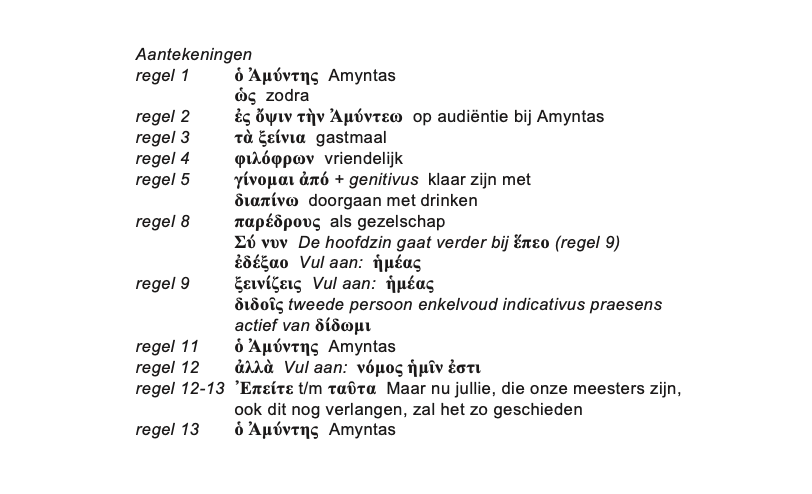 Aantekeningen
regel 1 ὁ Ἀμύντης Amyntas
ὡς zodra
regel 2 ἐς ὄψιν τὴν Ἀμύντεω op audiëntie bij Amyntas
regel 3 τὰ ξείνια gastmaal
regel 4 φιλόφρων vriendelijk
regel 5 γίνομαι ἀπό + genitivus klaar zijn met
διαπίνω doorgaan met drinken
regel 8 παρέδρους als gezelschap
Σύ νυν De hoofdzin gaat verder bij ἕπεο (regel 9)
ἐδέξαο Vul aan: ἡμέας
regel 9 ξεινίζεις Vul aan: ἡμέας
διδοῖς tweede persoon enkelvoud indicativus praesens
actief van δίδωμι
regel 11 ὁ Ἀμύντης Amyntas
regel 12 ἀλλὰ Vul aan: νόμος ἡμῖν ἐστι
regel 12-13 Ἐπείτε t/m ταῦτα Maar nu jullie, die onze meesters zijn,
ook dit nog verlangen, zal het zo geschieden
regel 13 ὁ Ἀμύντης Amyntas